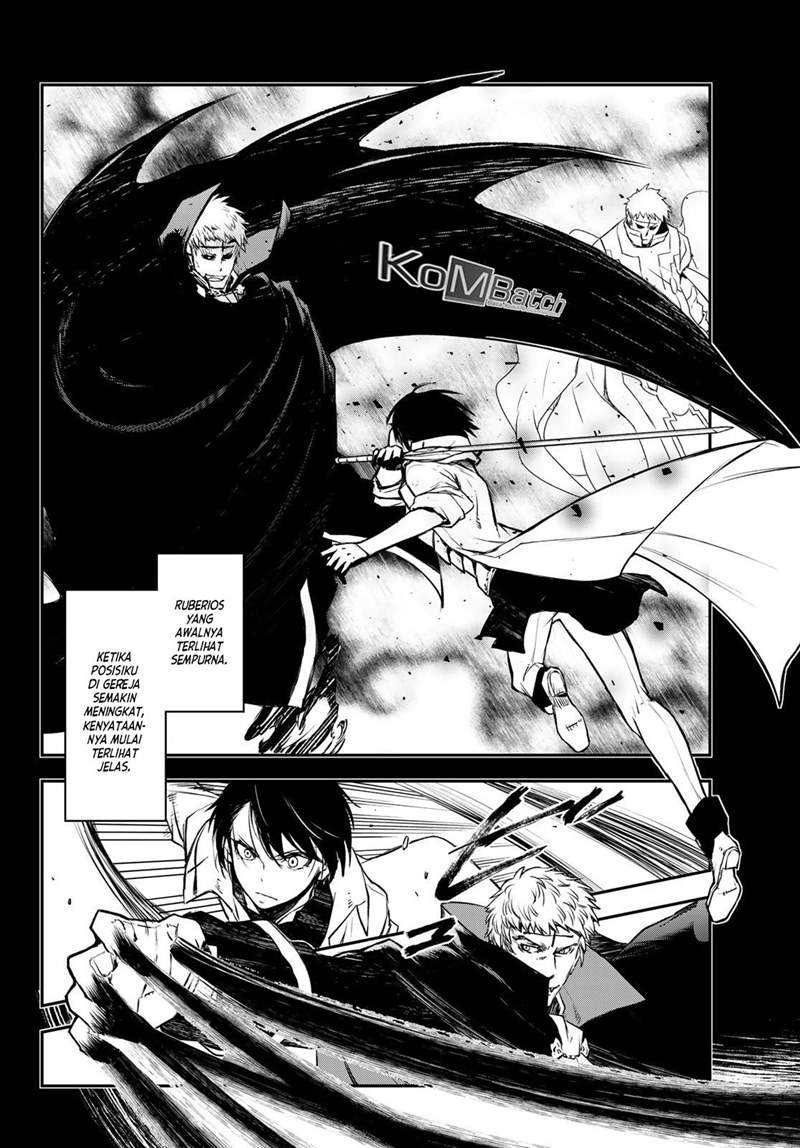 KOMBatch
RUBERIOS
YANG
AWALNYA
TERLIHAT
SEMPURNA.
KETIKA
POSISIKU
DI GEREJA
SEMAKIN
MENINGKAT,
KENYATAAN-
NYA MULAI
TERLIHAT
JELAS.